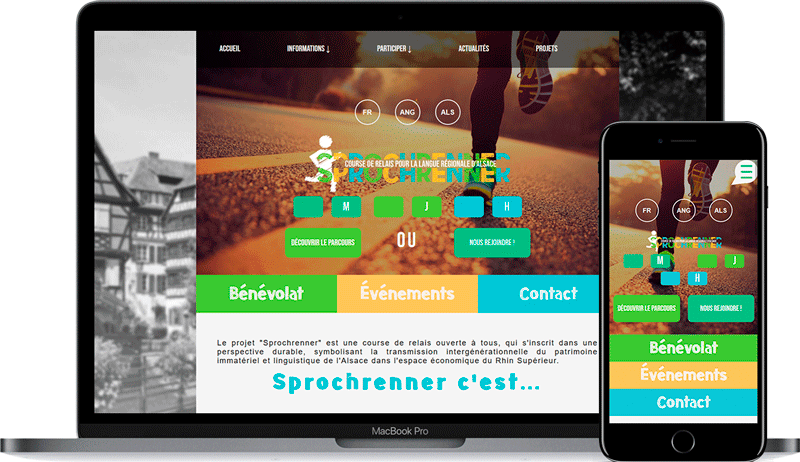 ACCUEIL INFORMATIONS ↓ PARTICIPER ↓ ACTUALITÉS PROJETS
FR ANG ALS
SPROCHRENNER
COURSE DE RELAIS POUR LA LANGUE RÉGIONALE D'ALSACE
SPROCHRENNER
M J H
DÉCOUVRIR LE PARCOURS OU NOUS REJOINDRE !
Bénévolat Événements Contact
Le projet "Sprochrenner" est une course de relais ouverte à tous, qui s'inscrit dans une
perspective durable, symbolisant la transmission intergénérationnelle du patrimoine
immatériel et linguistique de l'Alsace dans l'espace économique du Rhin Supérieur.
Sprochrenner c'est...
MacBook Pro
FR ANG ALS
SPROCHRENNER
M J
H
DÉCOUVRIR LE PARCOURS NOUS REJOINDRE !
Bénévolat
Événements
Contact